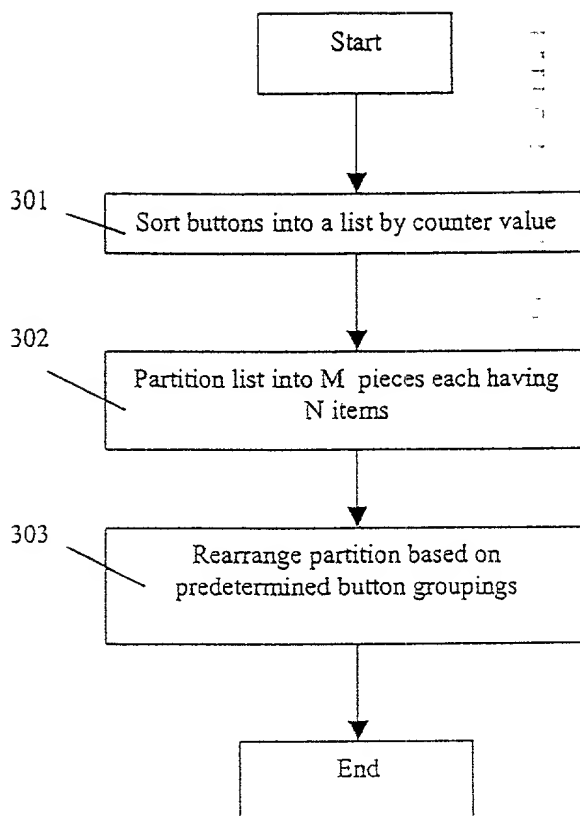 Start
301
Sort buttons into a list by counter value
302
Partition list into M pieces each having
N items
303
Rearrange partition based on
predetermined button groupings
End